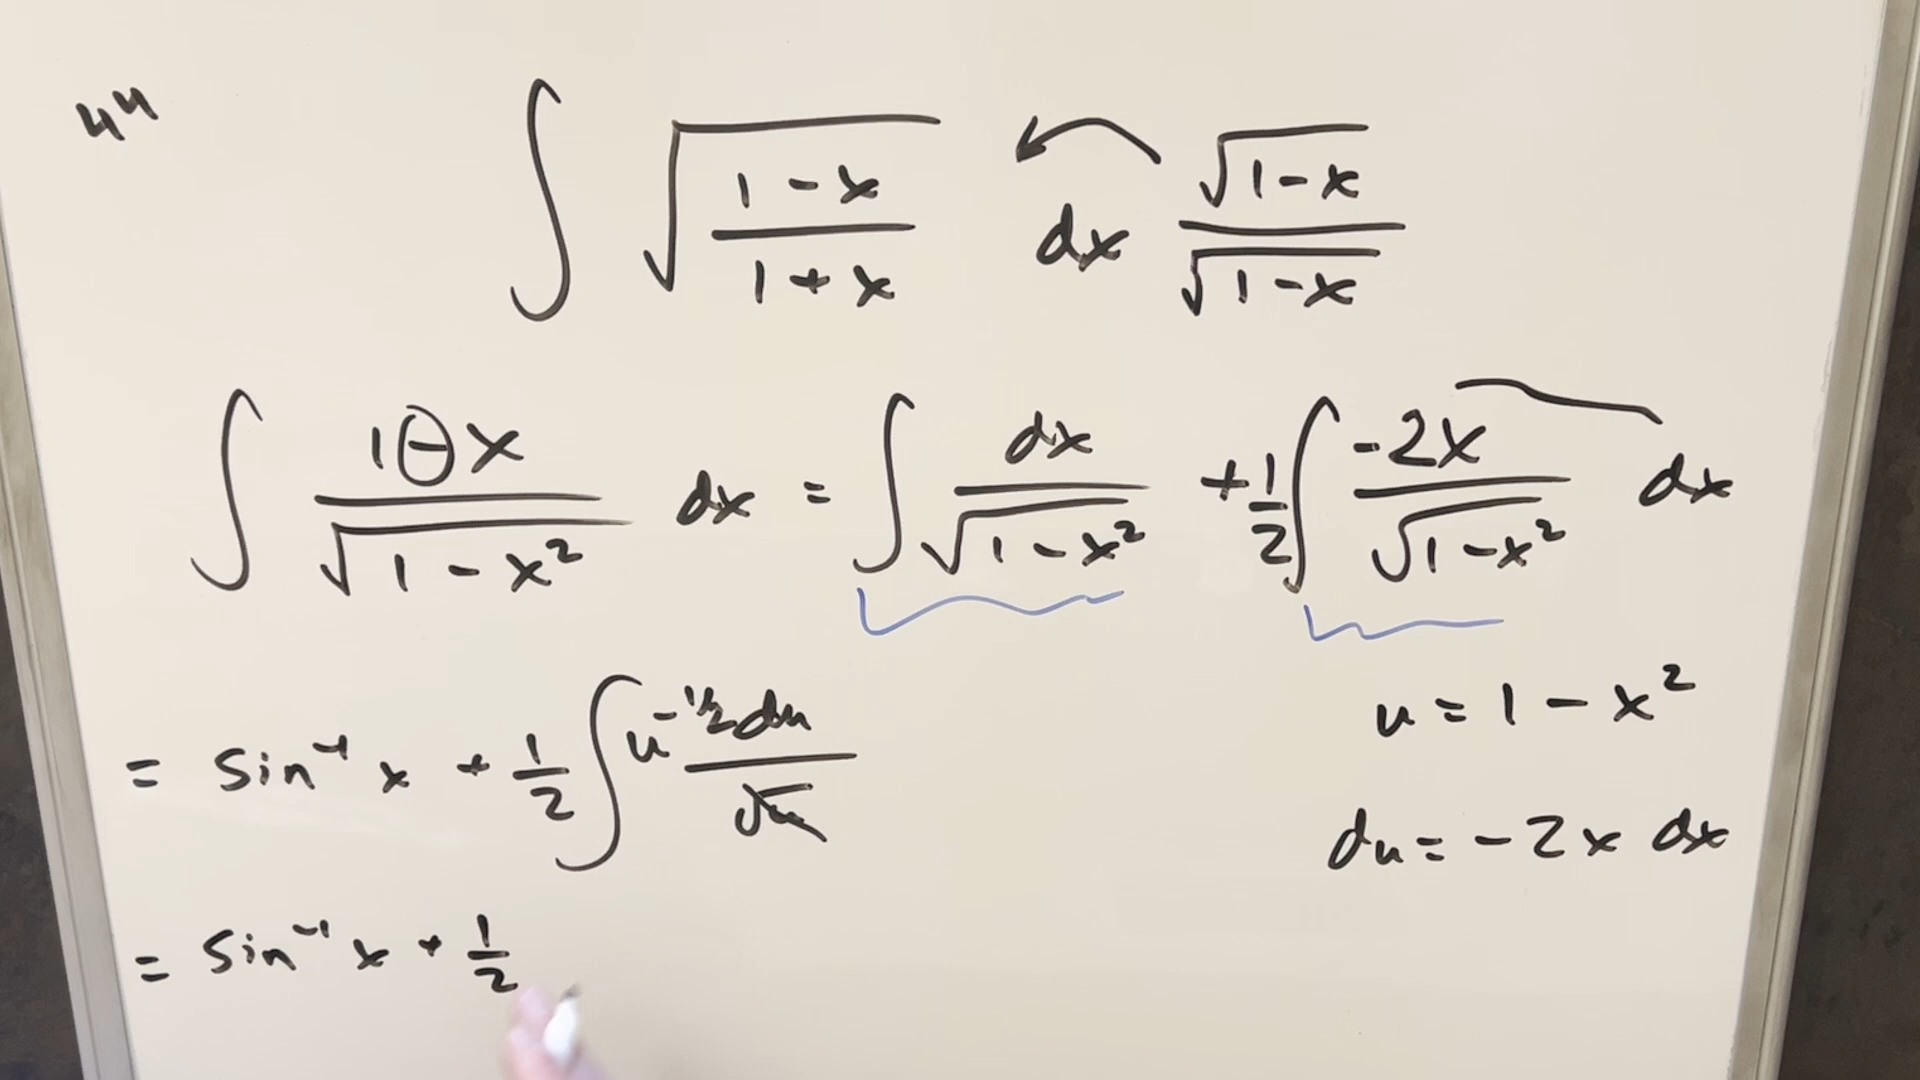 44
∫ √((1-x)/(1+x)) dx √(1-x)/√(1-x)
∫ (1⊖x)/√(1-x²) dx = ∫ dx/√(1-x²) + 1/2 ∫ -2x/√(1-x²) dx
u = 1 - x²
= sin⁻¹ x + 1/2 ∫ u^(-1/2) du/√u
du = -2x dx
= sin⁻¹ x + 1/2